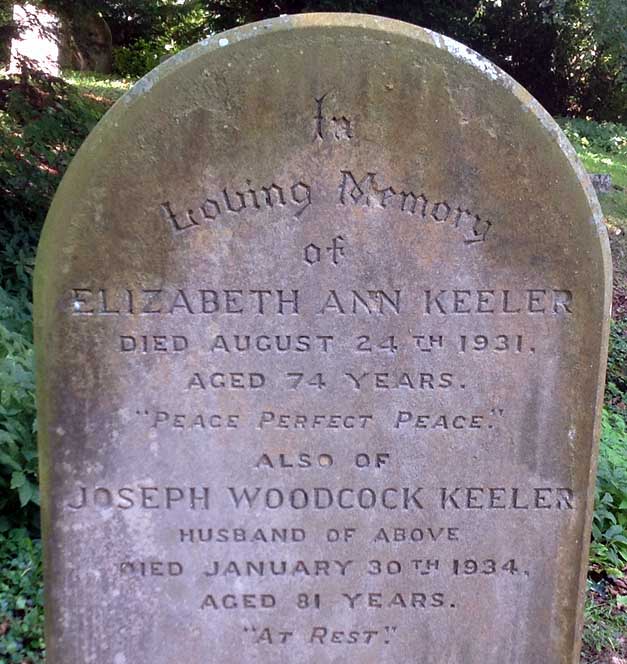 In
Loving Memory
of
ELIZABETH ANN KEELER
DIED AUGUST 24TH 1931.
AGED 74 YEARS.
"PEACE PERFECT PEACE."
ALSO OF
JOSEPH WOODCOCK KEELER
HUSBAND OF ABOVE
DIED JANUARY 30TH 1934.
AGED 81 YEARS.
"AT REST."